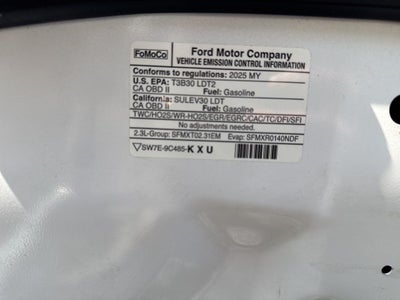 FoMoCo
Ford Motor Company
VEHICLE EMISSION CONTROL INFORMATION
Conforms to regulations: 2025 MY
U.S. EPA: T3B30 LDT2
CA OBD II Fuel: Gasoline
California: SULEV30 LDT
CA OBD II Fuel: Gasoline
TWC/HO2S/WR-HO2S/EGR/EGRC/CAC/TC/DFI/SFI
No adjustments needed.
2.3L-Group: SFMXT02.31EM Evap: SFMXR0140NDF
SW7E-9C485-KXU